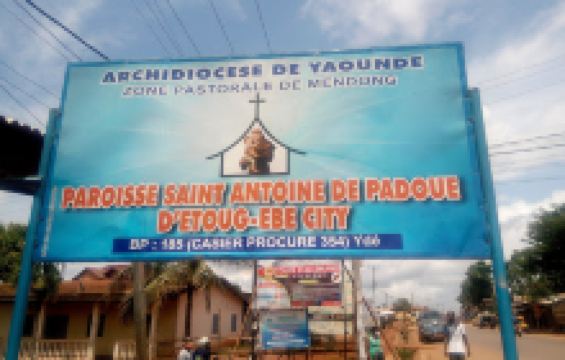 ARCHIDIOCESE DE YAOUNDE
ZONE PASTORALE DE MENDONG
PAROISSE SAINT ANTOINE DE PADOUE
D'ETOUG-EBE CITY
BP : 185 (CASIER PROCURE 354) Ydé